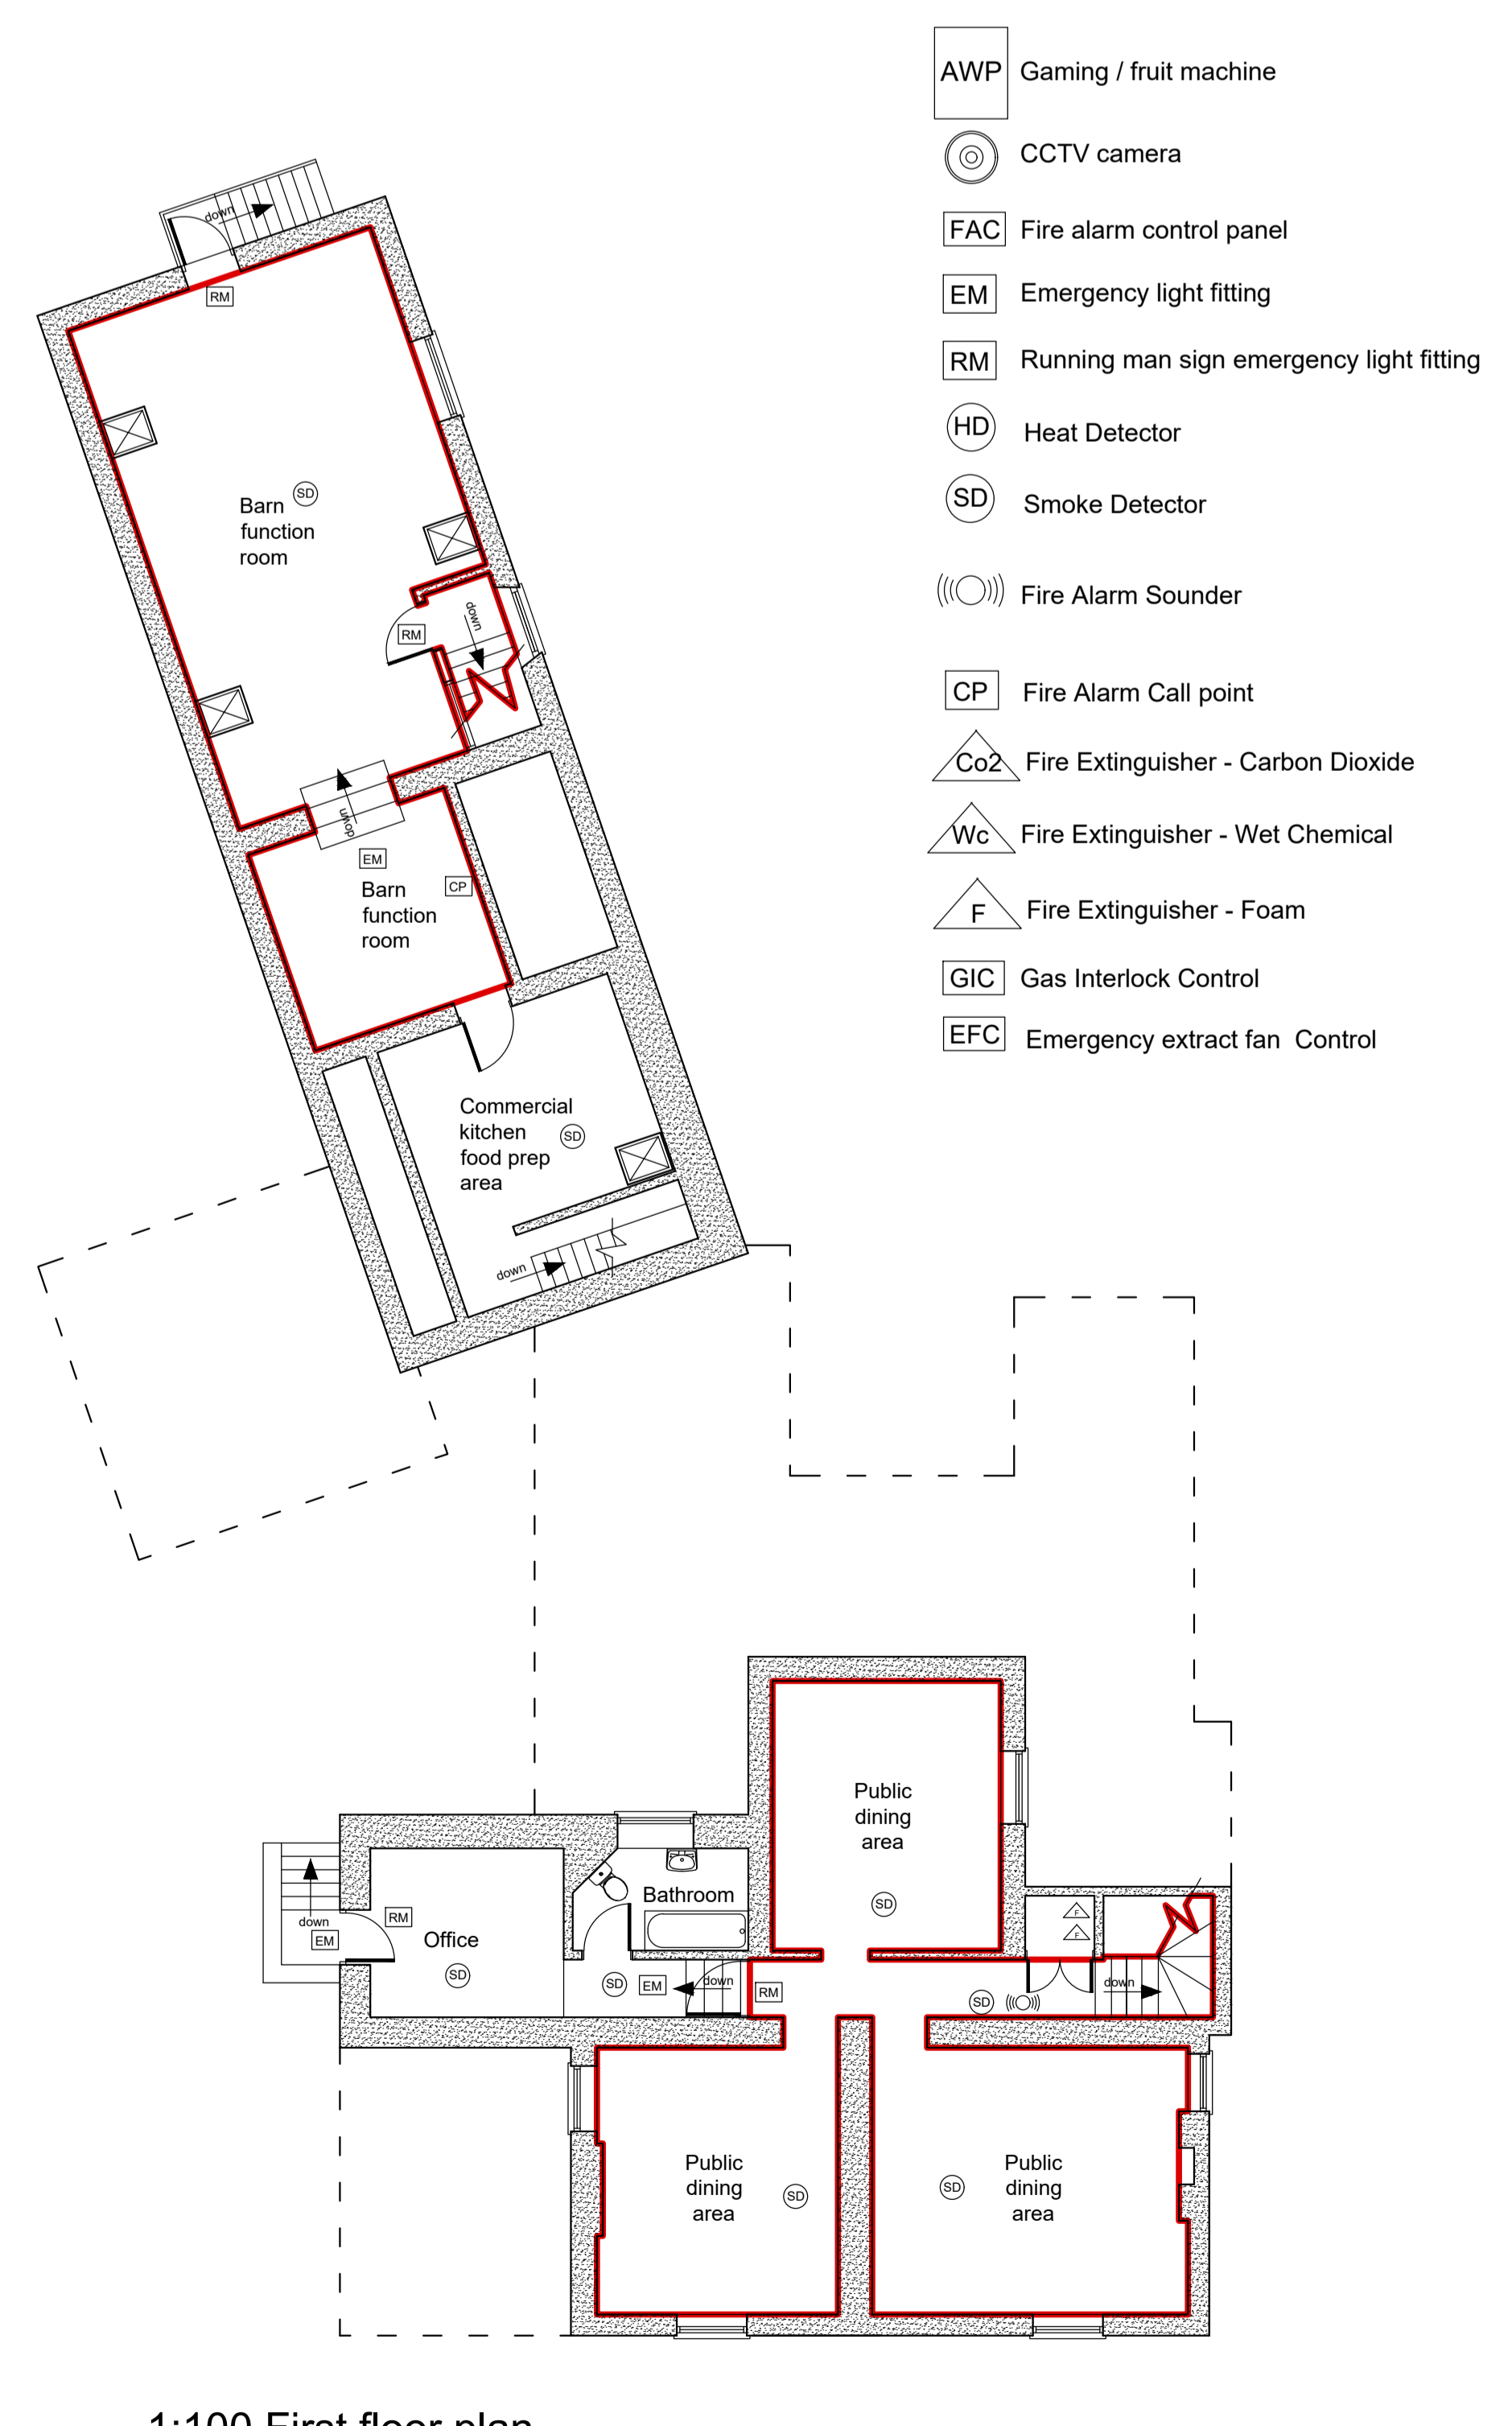 AWP Gaming / fruit machine
CCTV camera
FAC Fire alarm control panel
EM Emergency light fitting
RM Running man sign emergency light fitting
HD Heat Detector
SD Smoke Detector
Fire Alarm Sounder
CP Fire Alarm Call point
Co2 Fire Extinguisher - Carbon Dioxide
Wc Fire Extinguisher - Wet Chemical
F Fire Extinguisher - Foam
GIC Gas Interlock Control
EFC Emergency extract fan Control
down
RM
SD
Barn
function
room
down
RM
down
EM
CP
Barn
function
room
Commercial
kitchen
food prep
area
SD
down
Public
dining
area
SD
Bathroom
F
F
RM
down
EM
Office
SD
SD
EM
down
RM
SD
down
Public
dining
area
SD
SD
Public
dining
area
1:100 First floor plan